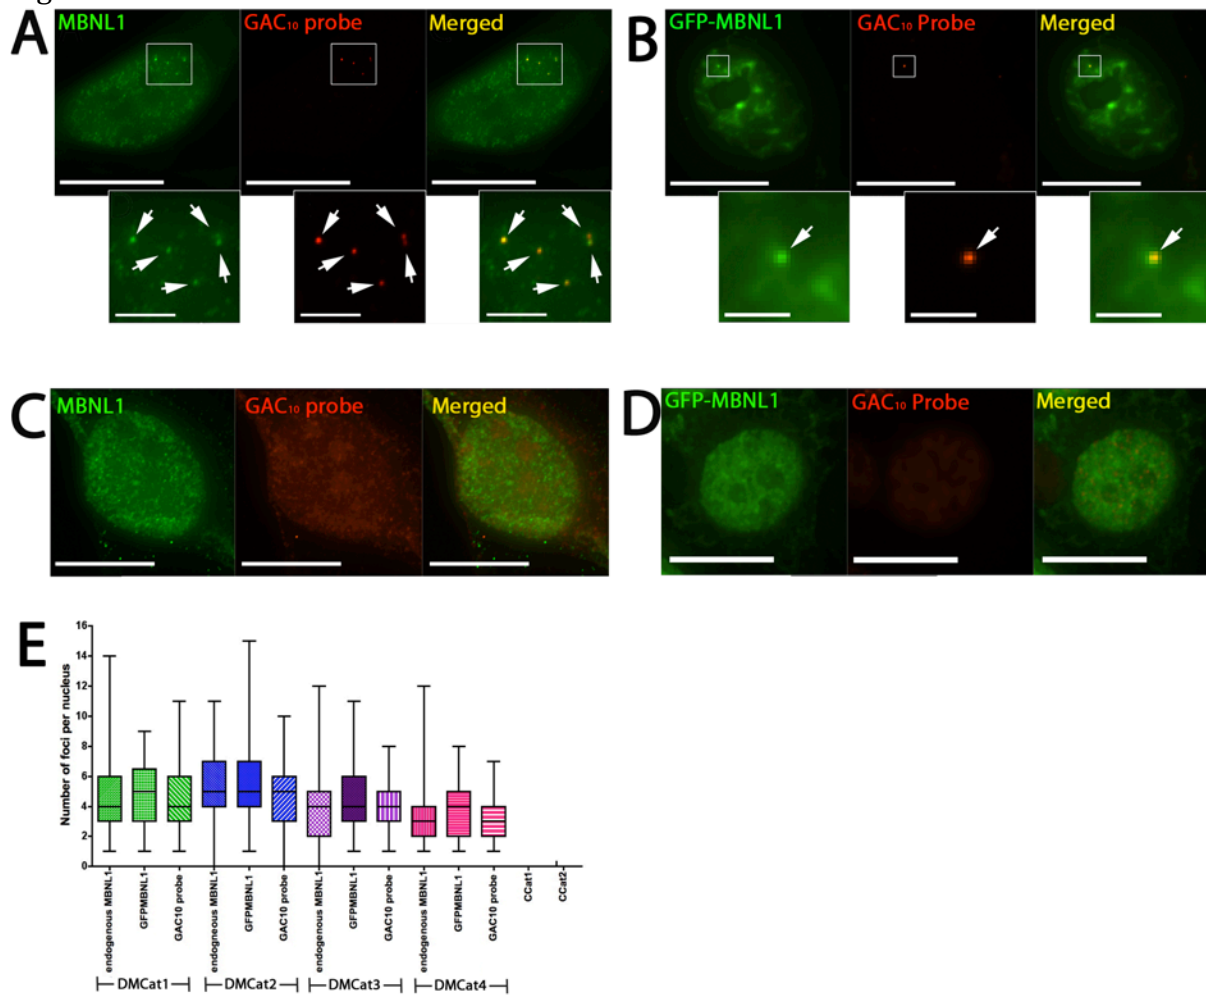 A
MBNL1
GAC₁₀ probe
Merged
B
GFP-MBNL1
GAC₁₀ Probe
Merged
C
MBNL1
GAC₁₀ probe
Merged
D
GFP-MBNL1
GAC₁₀ Probe
Merged
E
Number of foci per nucleus
16
14
12
10
8
6
4
2
0
endogenous MBNL1
GFPMBNL1
GAC10 probe
endogneous MBNL1
GFPMBNL1
GAC10 probe
endogenous MBNL1
GFPMBNL1
GAC10 probe
endogenous MBNL1
GFPMBNL1
GAC10 probe
CCat1
CCat2
DMCat1
DMCat2
DMCat3
DMCat4